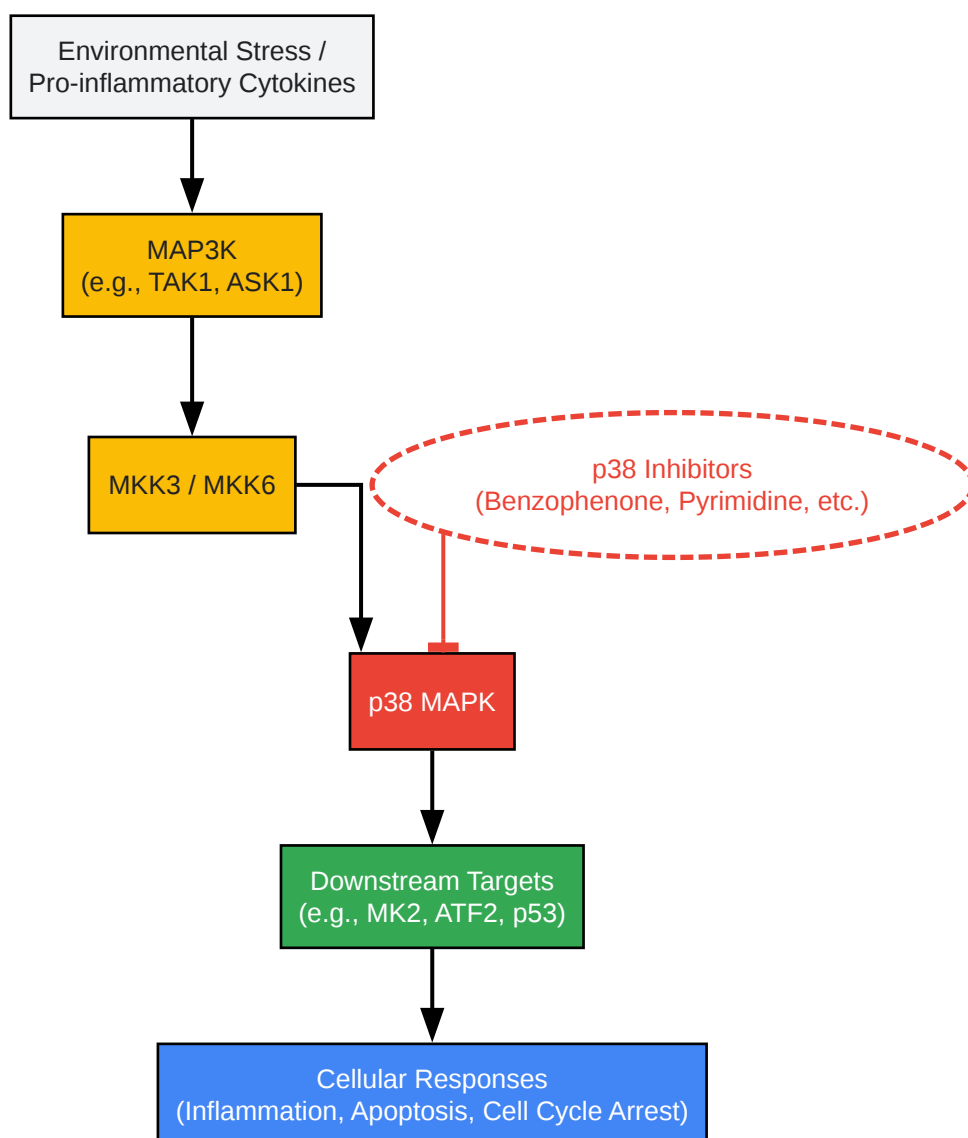 Environmental Stress /
Pro-inflammatory Cytokines
MAP3K
(e.g., TAK1, ASK1)
MKK3 / MKK6
p38 Inhibitors
(Benzophenone, Pyrimidine, etc.)
p38 MAPK
Downstream Targets
(e.g., MK2, ATF2, p53)
Cellular Responses
(Inflammation, Apoptosis, Cell Cycle Arrest)